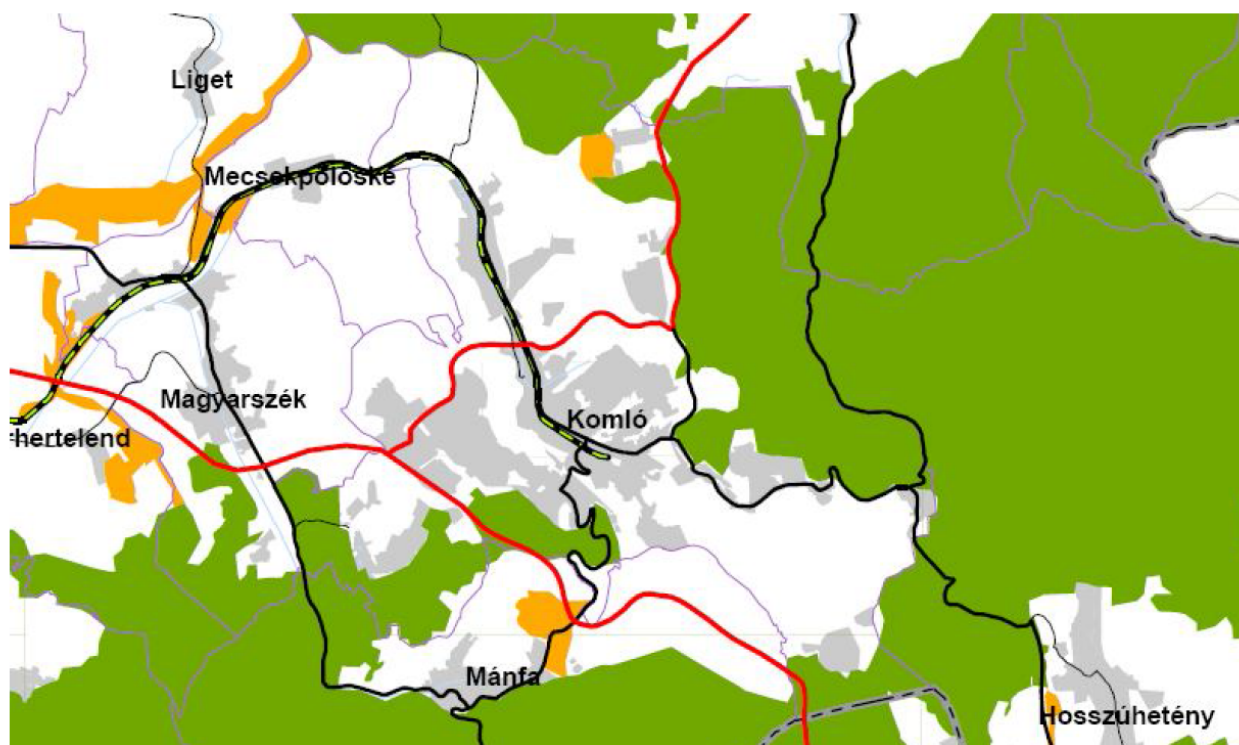 Liget
Mecsekpölöske
Magyarszék
Komló
hertelend
Mánfa
Hosszúhetény